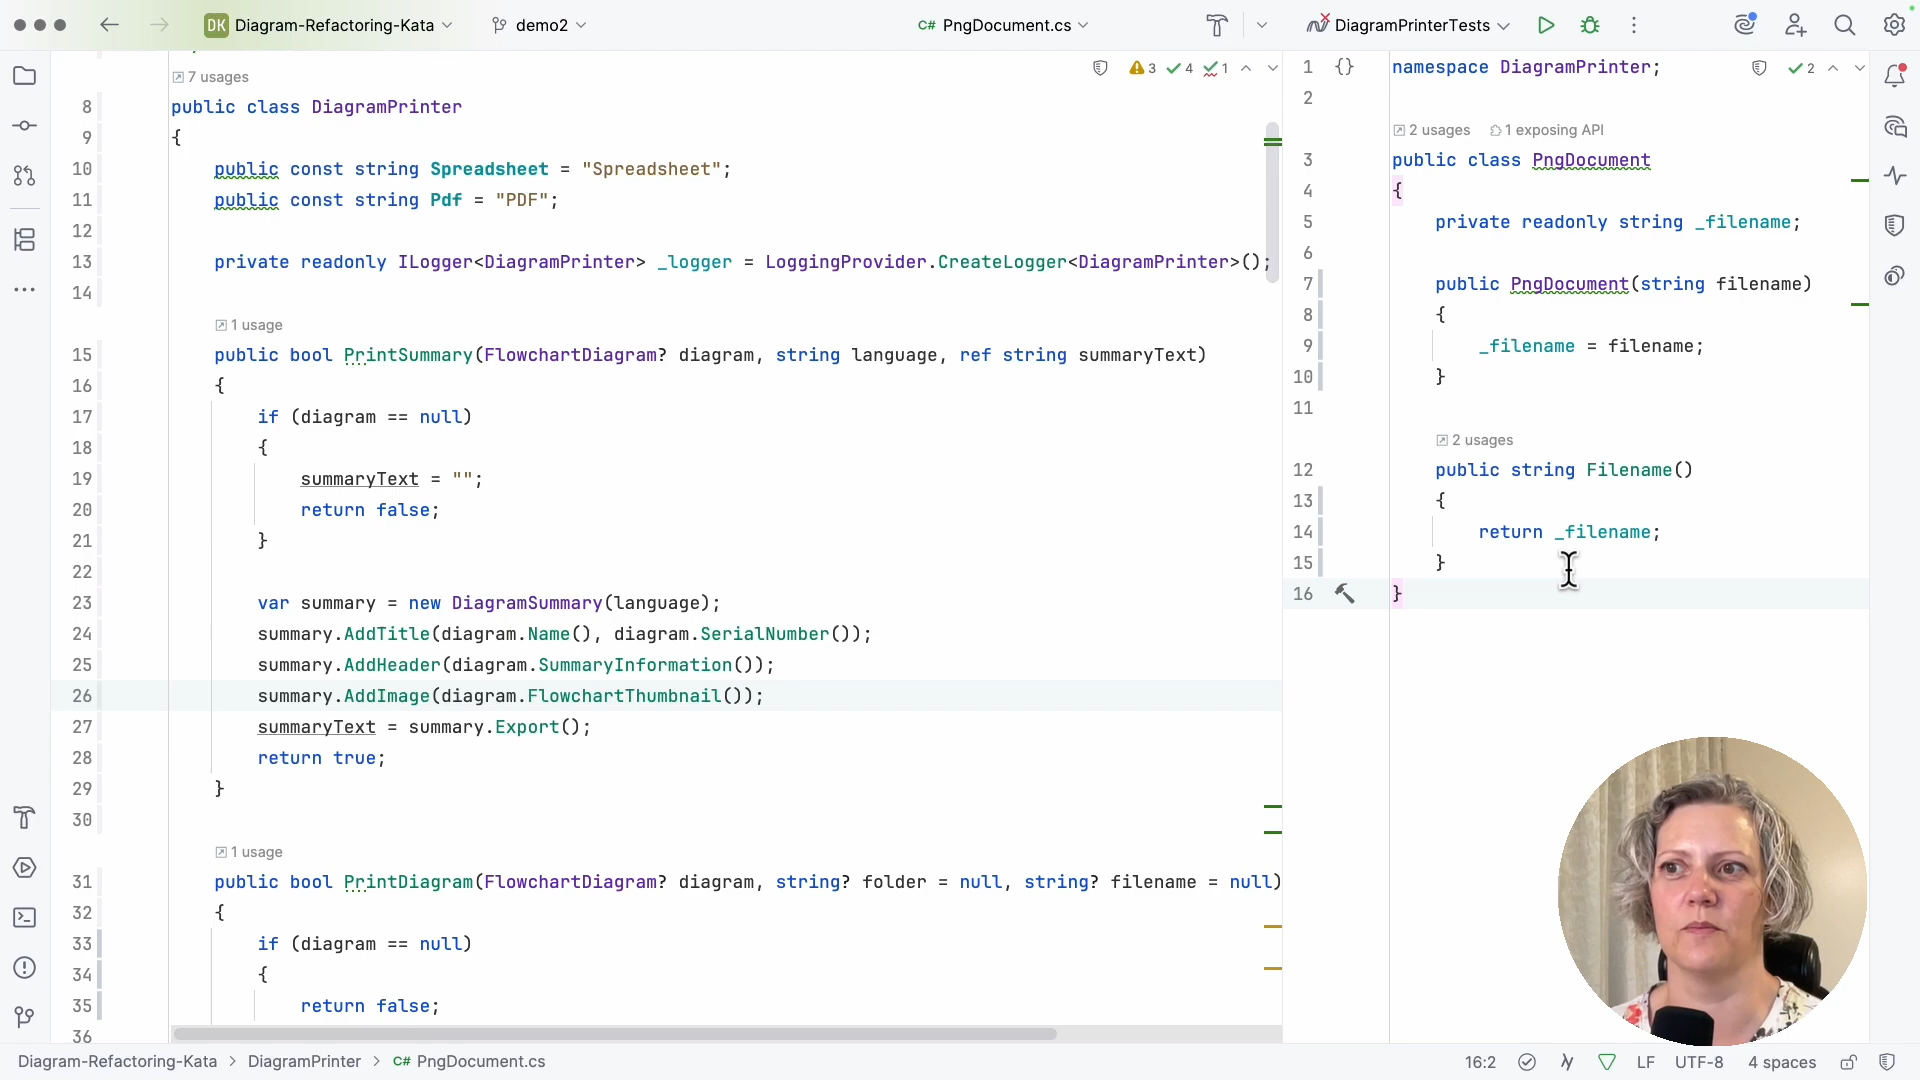 DK Diagram-Refactoring-Kata demo2 C# PngDocument.cs DiagramPrinterTests
7 usages
3 4 1
8 public class DiagramPrinter
9 {
10 public const string Spreadsheet = "Spreadsheet";
11 public const string Pdf = "PDF";
12
13 private readonly ILogger<DiagramPrinter> _logger = LoggingProvider.CreateLogger<DiagramPrinter>();
14
1 usage
15 public bool PrintSummary(FlowchartDiagram? diagram, string language, ref string summaryText)
16 {
17 if (diagram == null)
18 {
19 summaryText = "";
20 return false;
21 }
22
23 var summary = new DiagramSummary(language);
24 summary.AddTitle(diagram.Name(), diagram.SerialNumber());
25 summary.AddHeader(diagram.SummaryInformation());
26 summary.AddImage(diagram.FlowchartThumbnail());
27 summaryText = summary.Export();
28 return true;
29 }
30
1 usage
31 public bool PrintDiagram(FlowchartDiagram? diagram, string? folder = null, string? filename = null)
32 {
33 if (diagram == null)
34 {
35 return false;
36
1 {} namespace DiagramPrinter;
2
2
2 usages 1 exposing API
3 public class PngDocument
4 {
5 private readonly string _filename;
6
7 public PngDocument(string filename)
8 {
9 _filename = filename;
10 }
11
2 usages
12 public string Filename()
13 {
14 return _filename;
15 }
16 }
Diagram-Refactoring-Kata > DiagramPrinter > C# PngDocument.cs
16:2 LF UTF-8 4 spaces